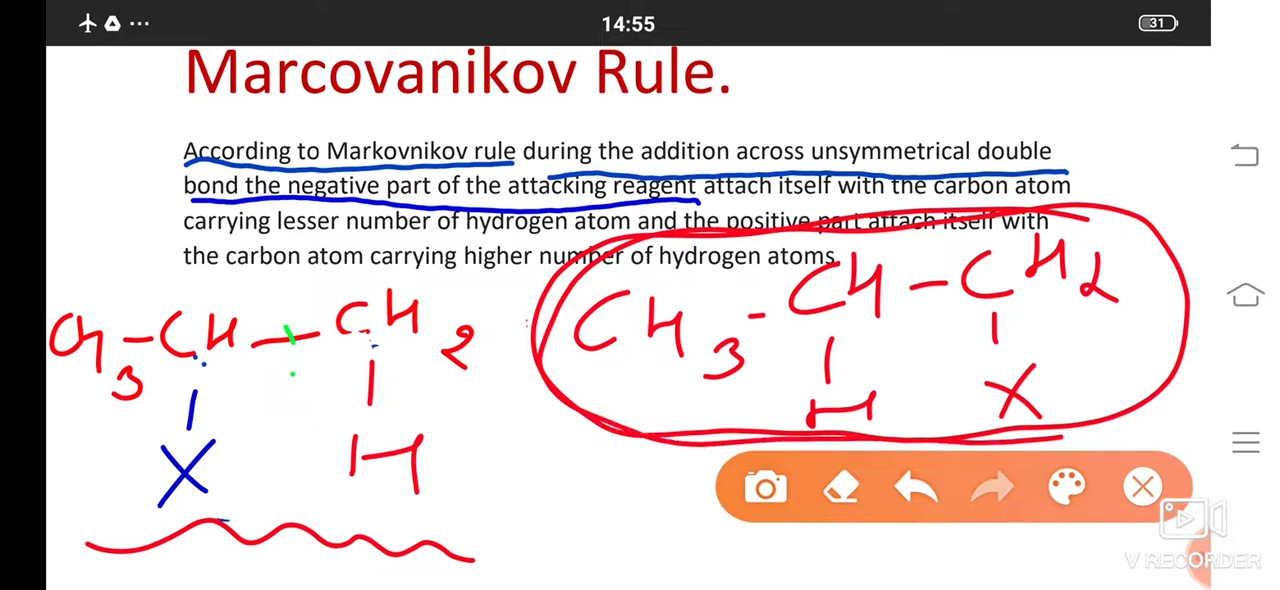 14:55
31
Marcovanikov Rule.
According to Markovnikov rule during the addition across unsymmetrical double
bond the negative part of the attacking reagent attach itself with the carbon atom
carrying lesser number of hydrogen atom and the positive part attach itself with
the carbon atom carrying higher number of hydrogen atoms.
CH3-CH-CH2
X H
CH3-CH-CH2
H X
V RECORDER